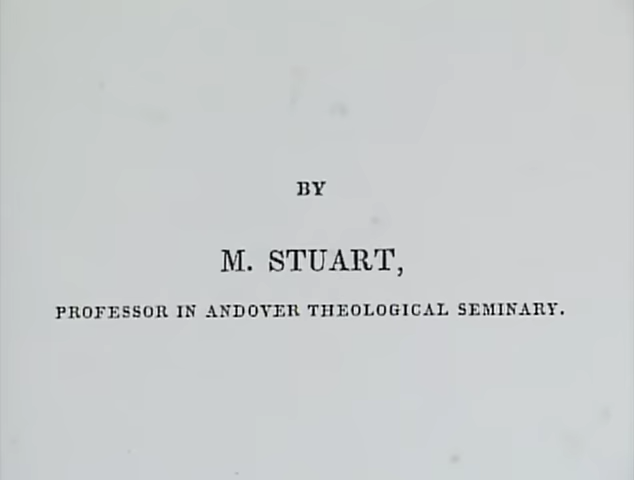 BY
M. STUART,
PROFESSOR IN ANDOVER THEOLOGICAL SEMINARY.